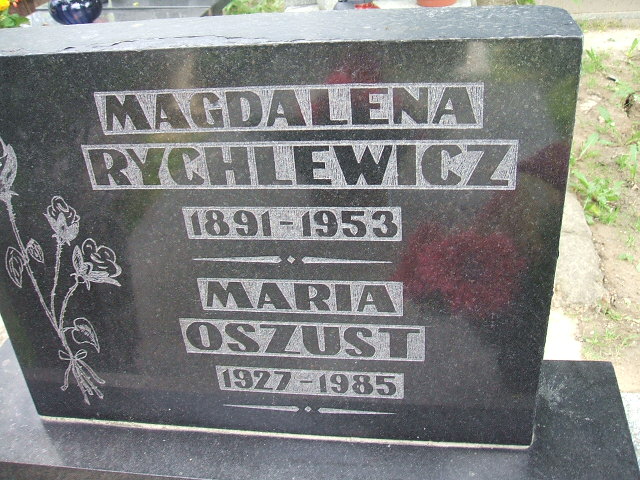 MAGDALENA
RYCHLEWICZ
1891-1953
MARIA
OSZUST
1927-1985